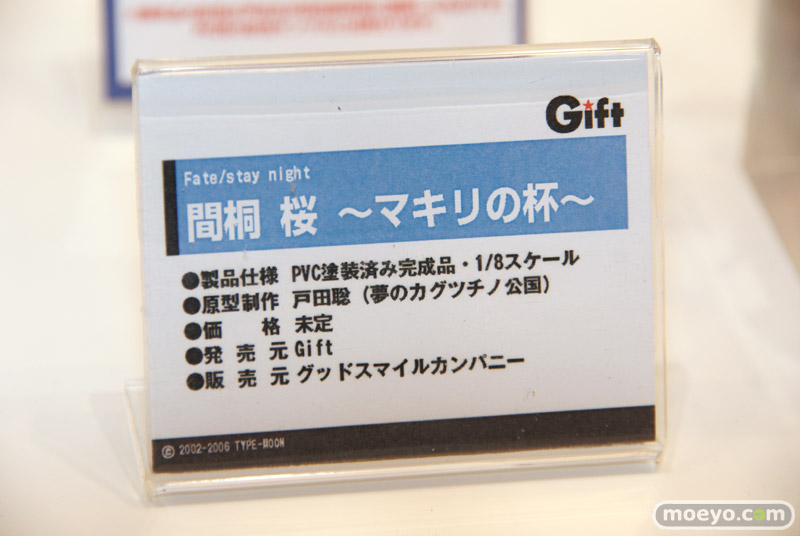 Gift
Fate/stay night
間桐 桜 ～マキリの杯～
●製品仕様 PVC塗装済み完成品・1/8スケール
●原型制作 戸田聡（夢のカグツチノ公国）
●価 格 未定
●発 売 元 Gift
●販 売 元 グッドスマイルカンパニー
© 2002-2006 TYPE-MOON
moeyo.com